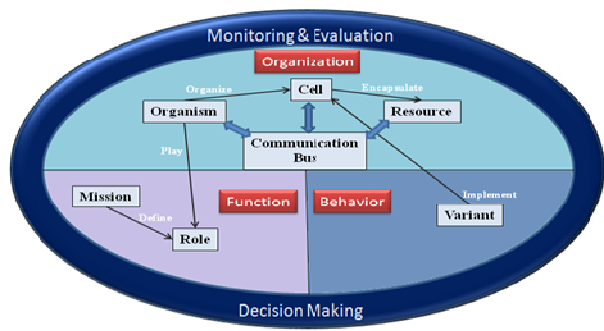 Monitoring & Evaluation
Organization
Organize
Cell
Encapsulate
Organism
Resource
Communication
Bus
Play
Mission
Function
Behavior
Implement
Define
Variant
Role
Decision Making